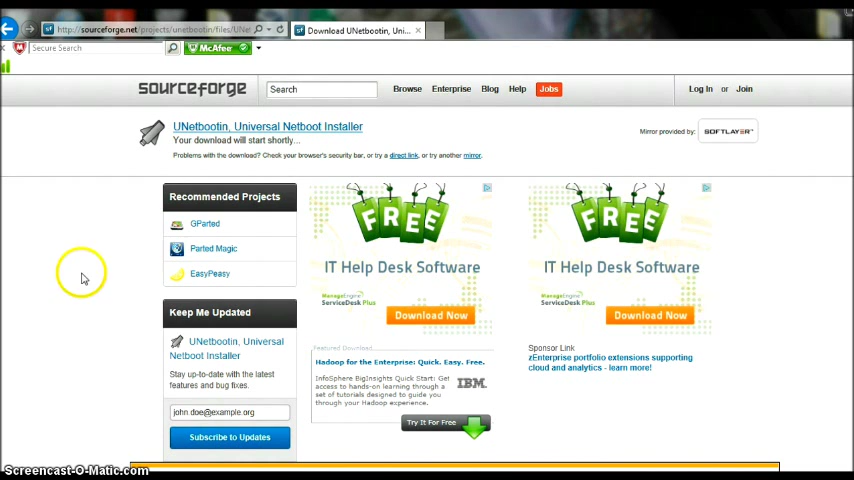 http://sourceforge.net/projects/unetbootin/files/UNet
Download UNetbootin, Uni...
Secure Search
McAfee
sourceforge
Search
Browse
Enterprise
Blog
Help
Jobs
Log In or Join
UNetbootin, Universal Netboot Installer
Your download will start shortly...
Problems with the download? Check your browser's security bar, or try a direct link, or try another mirror.
Mirror provided by:
SOFTLAYER
Recommended Projects
GParted
Parted Magic
EasyPeasy
Keep Me Updated
UNetbootin, Universal
Netboot Installer
Stay up-to-date with the latest
features and bug fixes.
john.doe@example.org
Subscribe to Updates
FREE
IT Help Desk Software
ManageEngine
ServiceDesk Plus
Download Now
Featured Download
Hadoop for the Enterprise: Quick. Easy. Free.
InfoSphere BigInsights Quick Start: Get
access to hands-on learning through a
set of tutorials designed to guide you
through your Hadoop experience.
IBM
Try It For Free
FREE
IT Help Desk Software
ManageEngine
ServiceDesk Plus
Download Now
Sponsor Link
zEnterprise portfolio extensions supporting
cloud and analytics - learn more!
Screencast-O-Matic.com